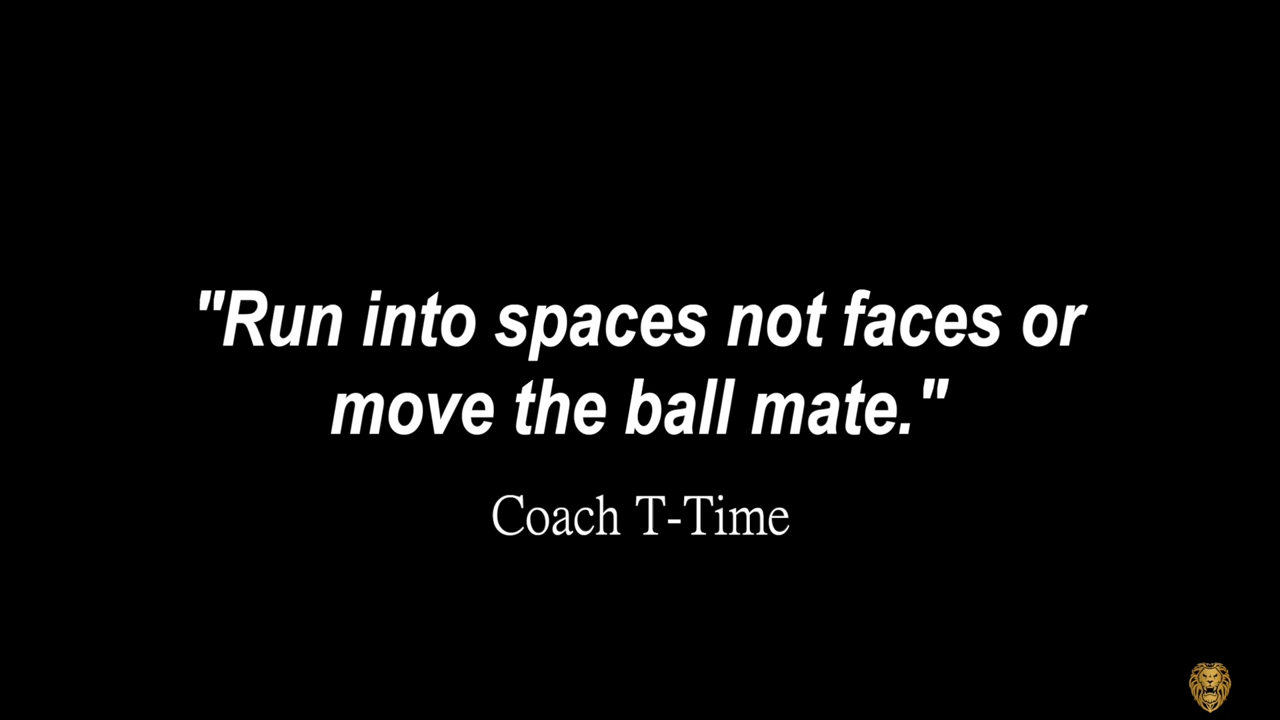 "Run into spaces not faces or
move the ball mate."
Coach T-Time